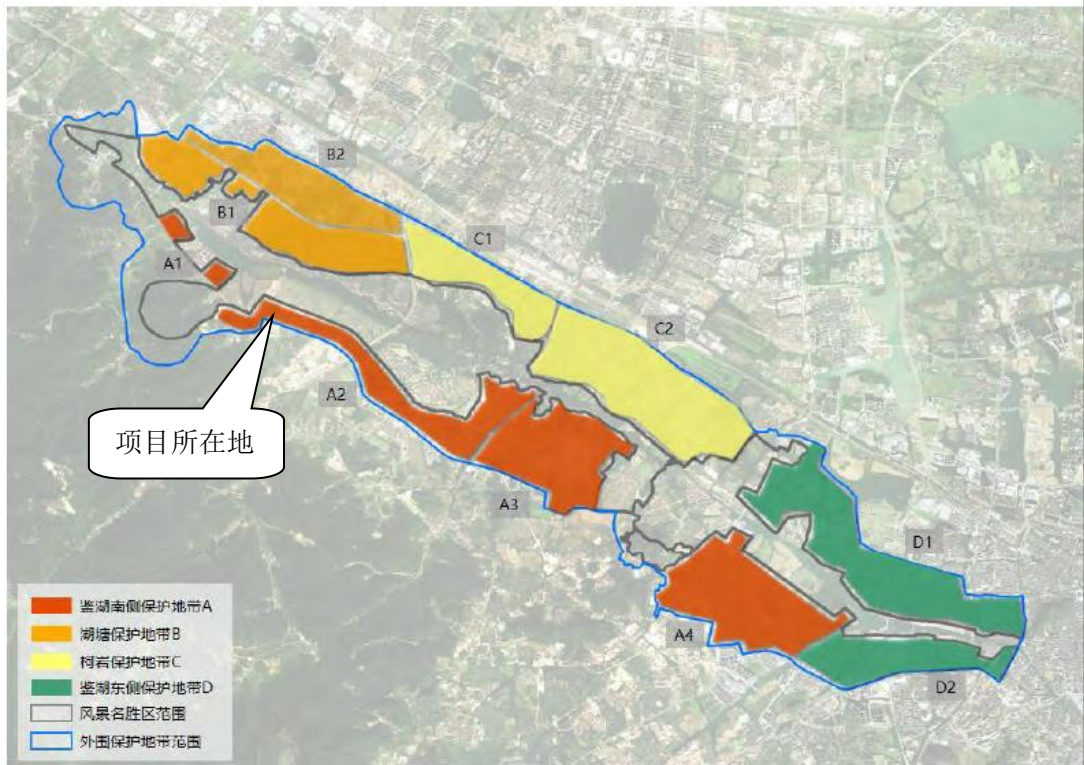 B2
B1
C1
A1
C2
A2
项目所在地
A3
D1
A4
D2
鉴湖南侧保护地带A
湖塘保护地带B
柯岩保护地带C
鉴湖东侧保护地带D
风景名胜区范围
外围保护地带范围